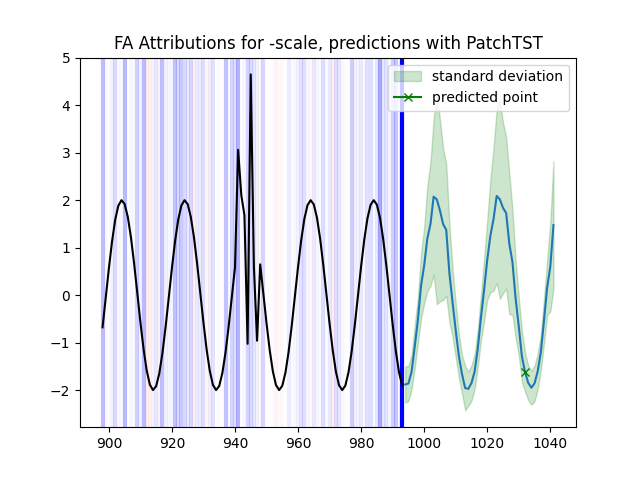 FA Attributions for -scale, predictions with PatchTST
5
4
3
2
1
0
−1
−2
standard deviation
predicted point
900 920 940 960 980 1000 1020 1040